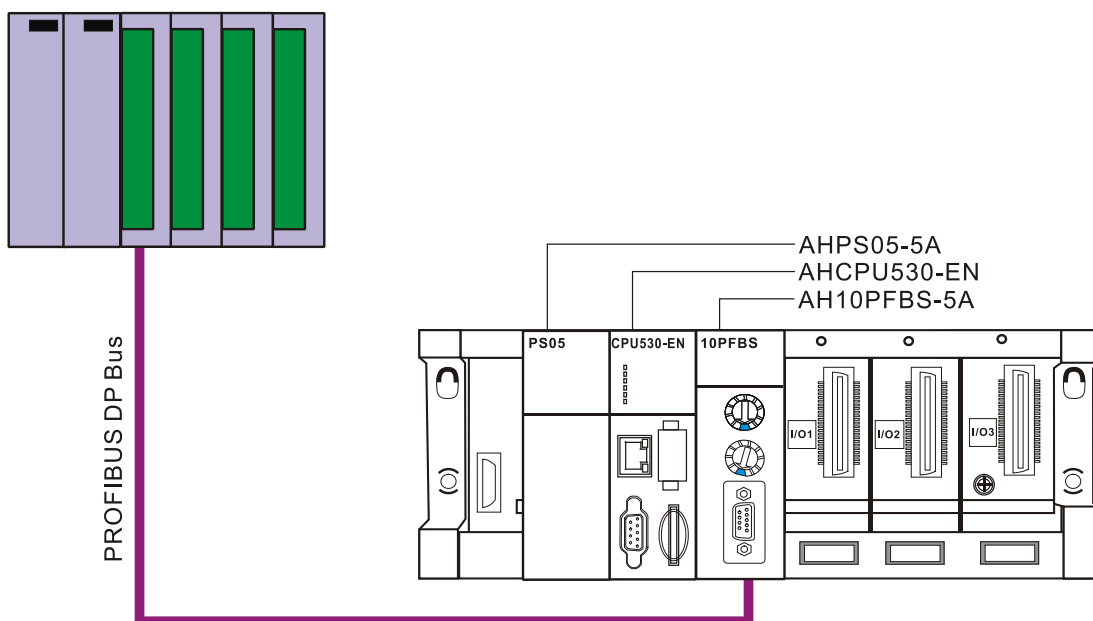 AHPS05-5A
AHCPU530-EN
AH10PFBS-5A
PS05
CPU530-EN
10PFBS
I/O1
I/O2
I/O3
PROFIBUS DP Bus